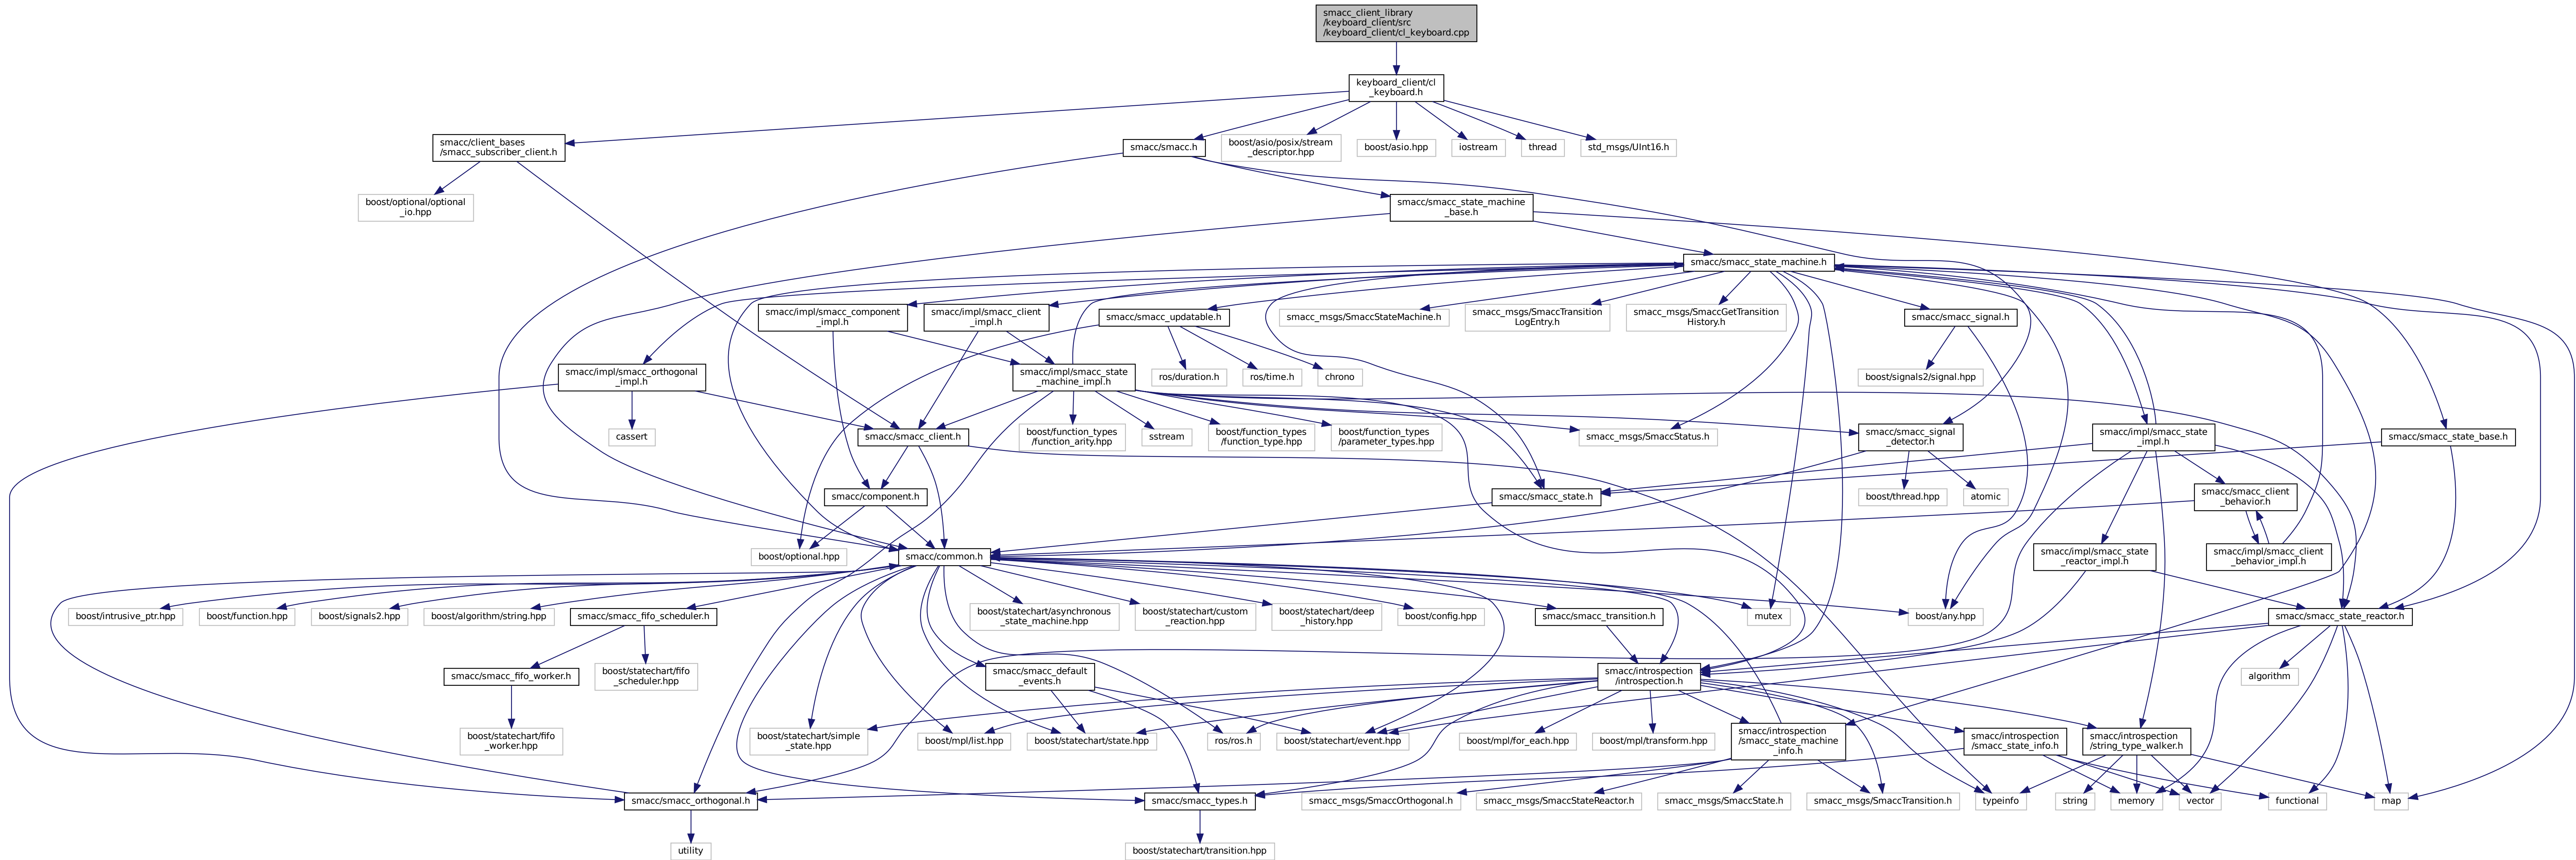 smacc_client_library
/keyboard_client/src
/keyboard_client/cl_keyboard.cpp
keyboard_client/cl
_keyboard.h
smacc/client_bases
/smacc_subscriber_client.h
smacc/smacc.h
boost/asio/posix/stream
_descriptor.hpp
boost/asio.hpp
iostream
thread
std_msgs/UInt16.h
boost/optional/optional
_io.hpp
smacc/smacc_state_machine
_base.h
smacc/smacc_state_machine.h
smacc/impl/smacc_component
_impl.h
smacc/impl/smacc_client
_impl.h
smacc/smacc_updatable.h
smacc_msgs/SmaccStateMachine.h
smacc_msgs/SmaccTransition
LogEntry.h
smacc_msgs/SmaccGetTransition
History.h
smacc/smacc_signal.h
smacc/impl/smacc_orthogonal
_impl.h
smacc/impl/smacc_state
_machine_impl.h
ros/duration.h
ros/time.h
chrono
boost/signals2/signal.hpp
cassert
smacc/smacc_client.h
boost/function_types
/function_arity.hpp
sstream
boost/function_types
/function_type.hpp
boost/function_types
/parameter_types.hpp
smacc_msgs/SmaccStatus.h
smacc/smacc_signal
_detector.h
smacc/impl/smacc_state
_impl.h
smacc/smacc_state_base.h
smacc/component.h
smacc/smacc_state.h
boost/thread.hpp
atomic
smacc/smacc_client
_behavior.h
boost/optional.hpp
smacc/common.h
smacc/impl/smacc_state
_reactor_impl.h
smacc/impl/smacc_client
_behavior_impl.h
boost/intrusive_ptr.hpp
boost/function.hpp
boost/signals2.hpp
boost/algorithm/string.hpp
smacc/smacc_fifo_scheduler.h
boost/statechart/asynchronous
_state_machine.hpp
boost/statechart/custom
_reaction.hpp
boost/statechart/deep
_history.hpp
boost/config.hpp
smacc/smacc_transition.h
mutex
boost/any.hpp
smacc/smacc_state_reactor.h
smacc/smacc_fifo_worker.h
boost/statechart/fifo
_scheduler.hpp
smacc/smacc_default
_events.h
smacc/introspection
/introspection.h
algorithm
boost/statechart/fifo
_worker.hpp
boost/statechart/simple
_state.hpp
boost/mpl/list.hpp
boost/statechart/state.hpp
ros/ros.h
boost/statechart/event.hpp
boost/mpl/for_each.hpp
boost/mpl/transform.hpp
smacc/introspection
/smacc_state_machine
_info.h
smacc/introspection
/smacc_state_info.h
smacc/introspection
/string_type_walker.h
smacc/smacc_orthogonal.h
smacc/smacc_types.h
smacc_msgs/SmaccOrthogonal.h
smacc_msgs/SmaccStateReactor.h
smacc_msgs/SmaccState.h
smacc_msgs/SmaccTransition.h
typeinfo
string
memory
vector
functional
map
utility
boost/statechart/transition.hpp